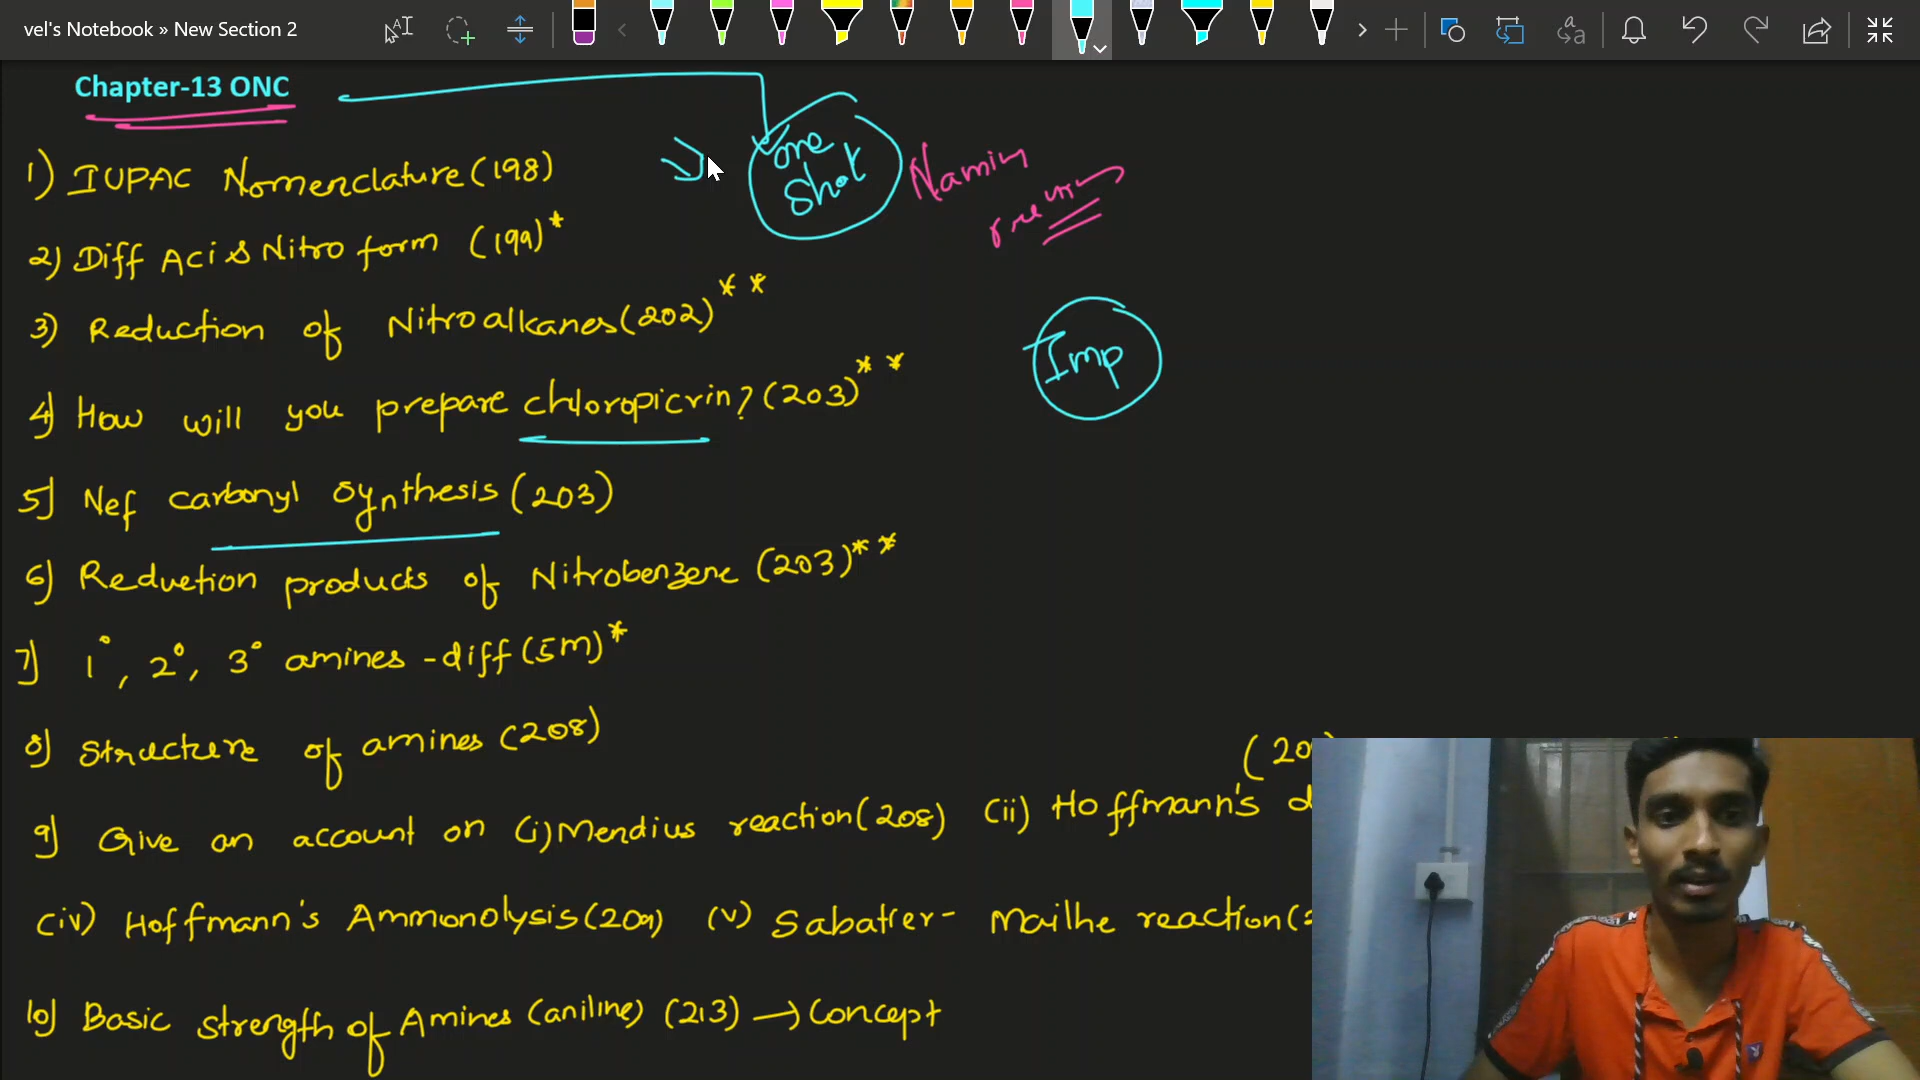 vel's Notebook » New Section 2
Chapter-13 ONC
one
Shot
Namin
Imp
1) IUPAC Nomenclature (198)
2) Diff Aci & Nitro form (199)*
3) Reduction of Nitroalkanes (202)**
4) How will you prepare chloropicrin? (203)**
5) Nef carbonyl synthesis (203)
6) Reduction products of Nitrobenzene (203)**
7) 1°, 2°, 3° amines - diff (5m)*
8) Structure of amines (208)
(20
9) Give an account on (i) Mendius reaction (208) (ii) Hoffmann's d
(iv) Hoffmann's Ammonolysis (209) (v) Sabatier - Mailhe reaction (2
10) Basic strength of Amines (aniline) (213) → Concept